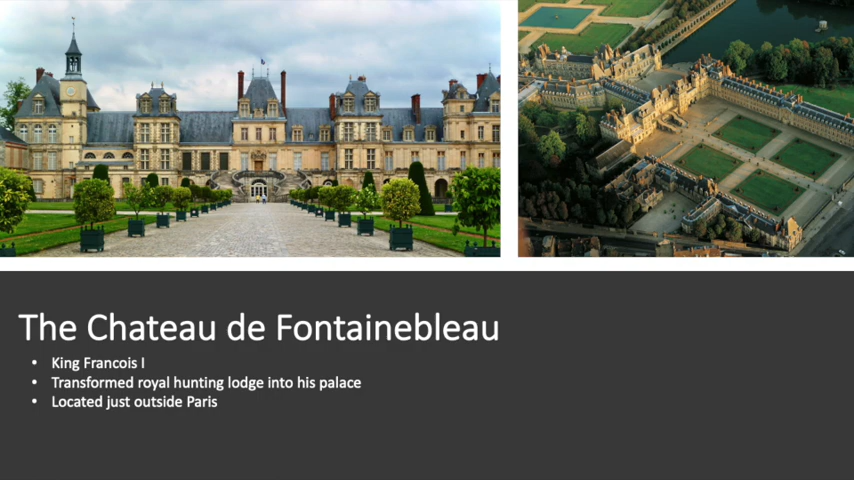 The Chateau de Fontainebleau
• King Francois I
• Transformed royal hunting lodge into his palace
• Located just outside Paris